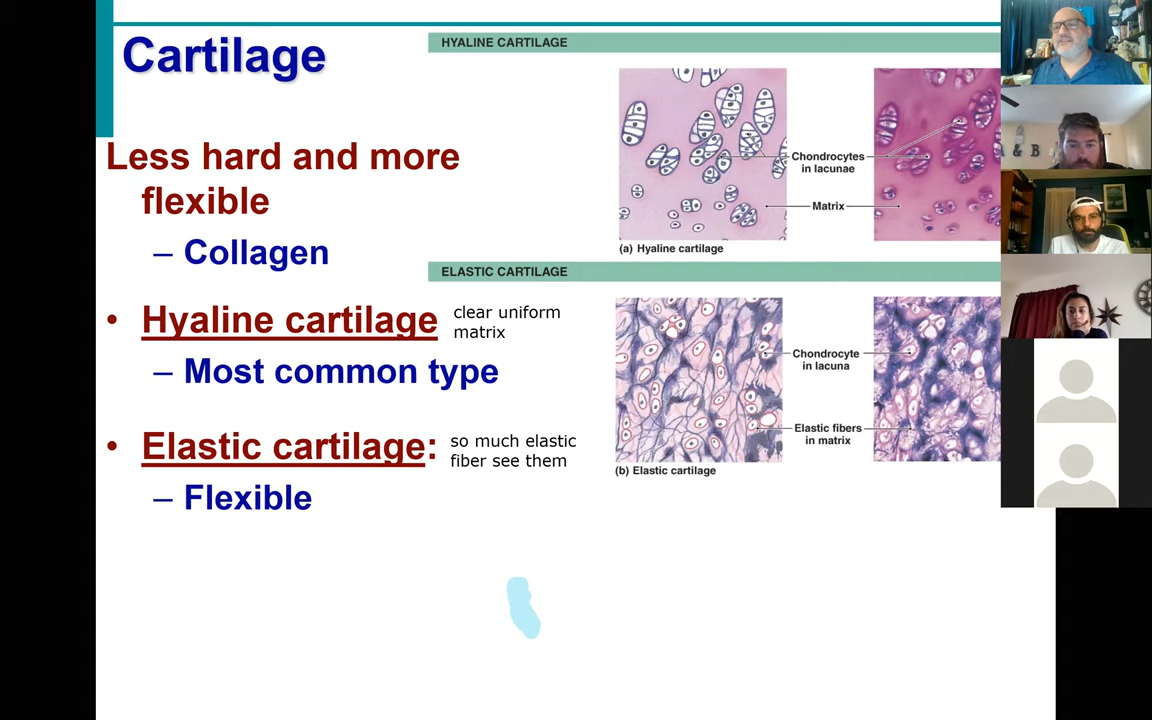 Cartilage
Less hard and more
flexible
– Collagen
• Hyaline cartilage
clear uniform
matrix
– Most common type
• Elastic cartilage:
so much elastic
fiber see them
– Flexible
HYALINE CARTILAGE
Chondrocytes
in lacunae
Matrix
(a) Hyaline cartilage
ELASTIC CARTILAGE
Chondrocyte
in lacuna
Elastic fibers
in matrix
(b) Elastic cartilage
A & B